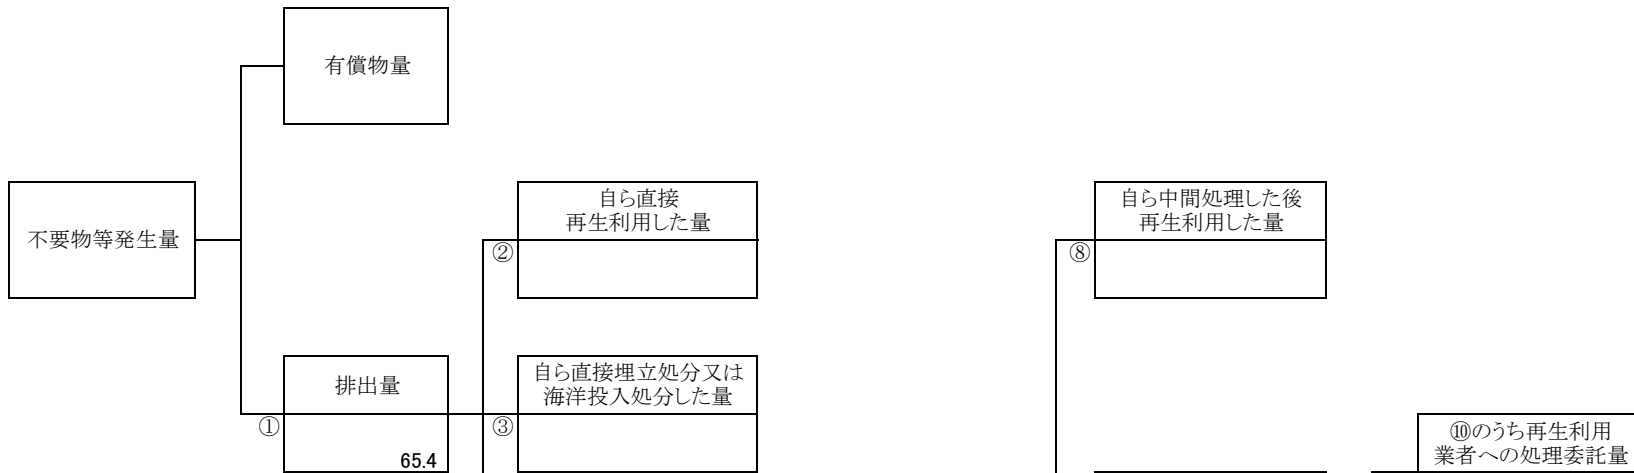 有償物量
不要物等発生量
自ら直接
再生利用した量
②
自ら中間処理した後
再生利用した量
⑧
排出量
①
65.4
自ら直接埋立処分又は
海洋投入処分した量
③
⑩のうち再生利用
業者への処理委託量